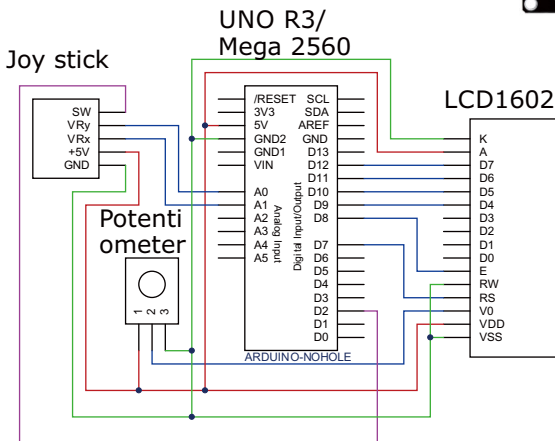 UNO R3/
Mega 2560
Joy stick
SW
VRy
VRx
+5V
GND
Potenti
ometer
1 2 3
/RESET
3V3
5V
GND2
GND1
VIN
A0
A1
A2
A3
A4
A5
Analog Input
Digital Input/Output
SCL
SDA
AREF
GND
D13
D12
D11
D10
D9
D8
D7
D6
D5
D4
D3
D2
D1
D0
ARDUINO-NOHOLE
LCD1602
K
A
D7
D6
D5
D4
D3
D2
D1
D0
E
RW
RS
V0
VDD
VSS